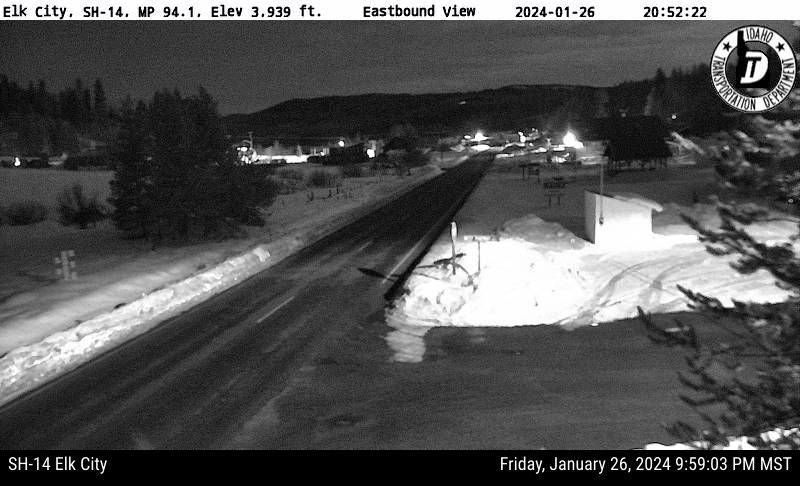 Elk City, SH-14, MP 94.1, Elev 3,939 ft. Eastbound View 2024-01-26 20:52:22
IDAHO
TRANSPORTATION DEPARTMENT
SH-14 Elk City Friday, January 26, 2024 9:59:03 PM MST